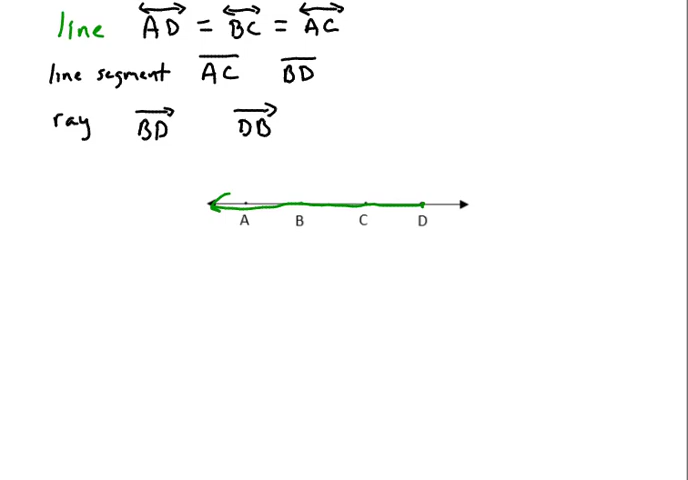 line AD = BC = AC
line segment AC BD
ray BD DB
A B C D